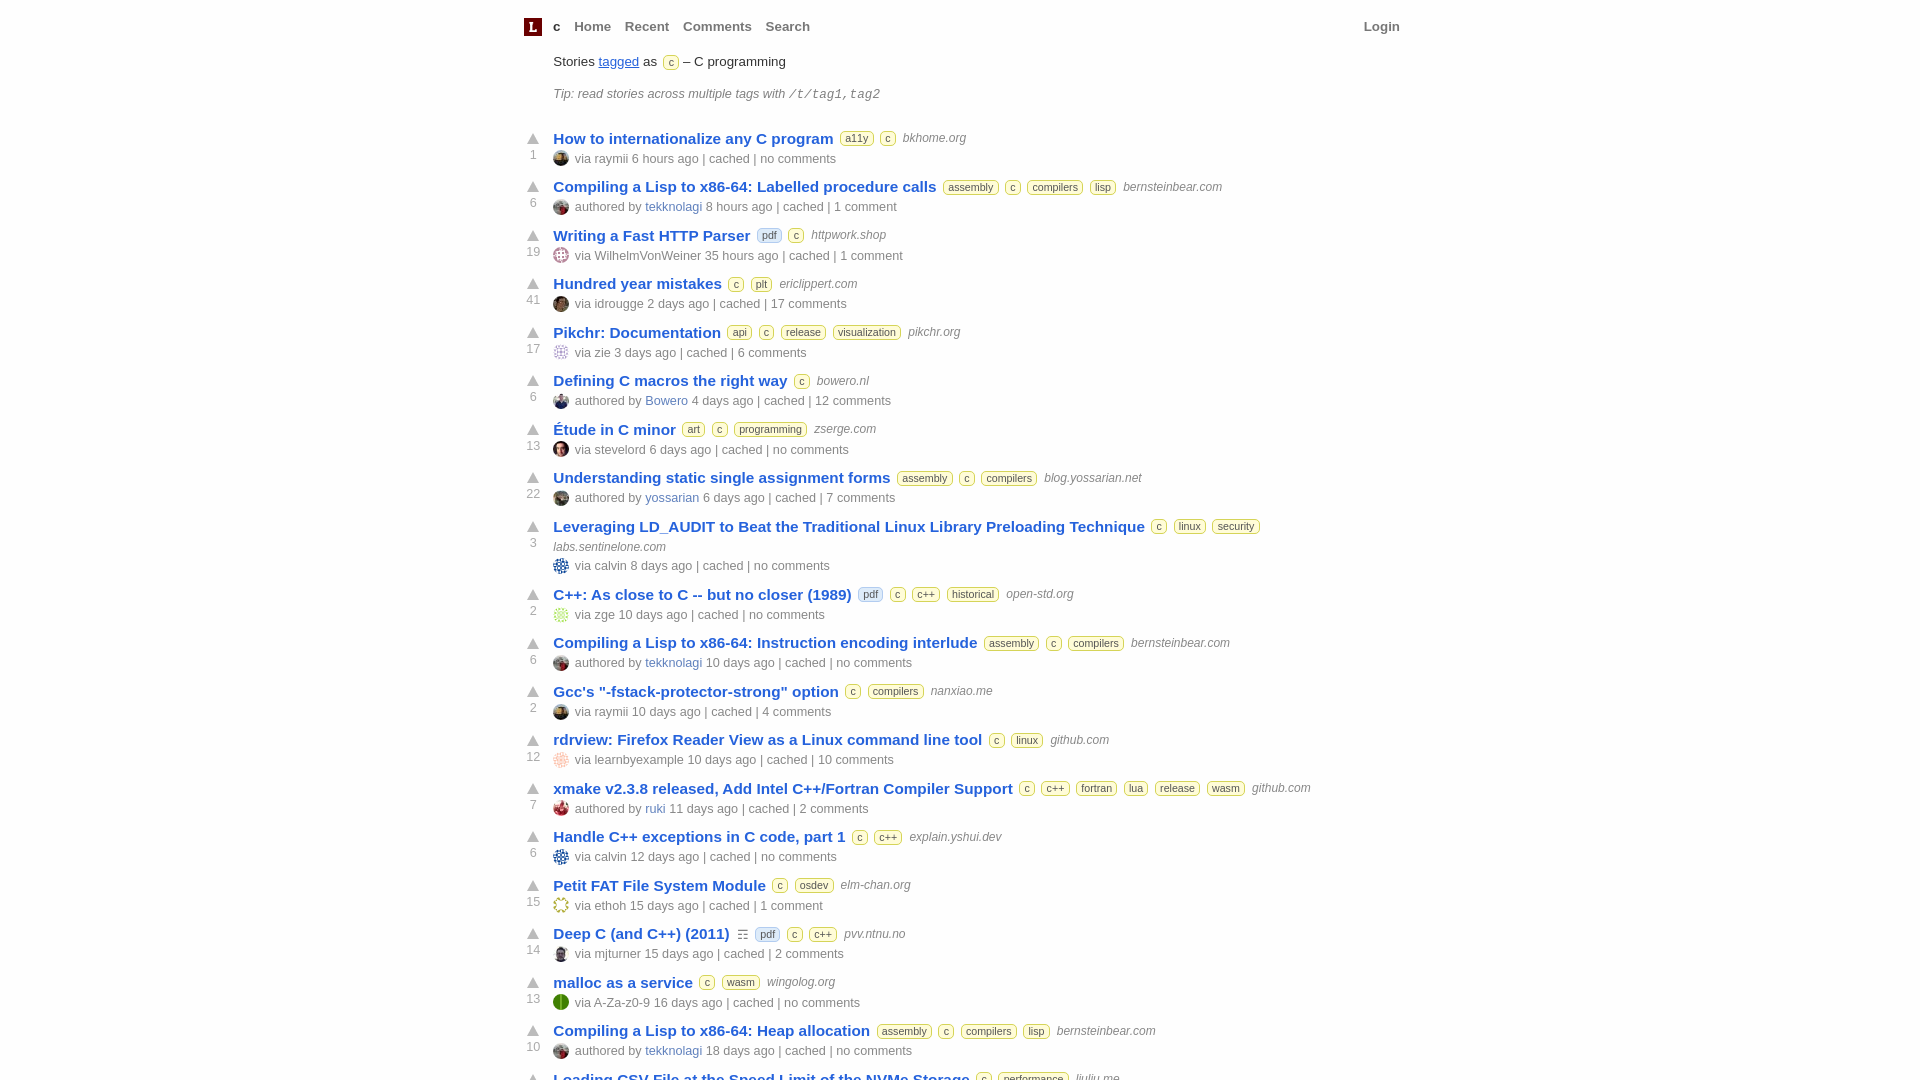 L c Home Recent Comments Search Login
Stories tagged as c – C programming
Tip: read stories across multiple tags with /t/tag1,tag2
How to internationalize any C program a11y c bkhome.org
1 via raymii 6 hours ago | cached | no comments
Compiling a Lisp to x86-64: Labelled procedure calls assembly c compilers lisp bernsteinbear.com
6 authored by tekknolagi 8 hours ago | cached | 1 comment
Writing a Fast HTTP Parser pdf c httpwork.shop
19 via WilhelmVonWeiner 35 hours ago | cached | 1 comment
Hundred year mistakes c plt ericlippert.com
41 via idrougge 2 days ago | cached | 17 comments
Pikchr: Documentation api c release visualization pikchr.org
17 via zie 3 days ago | cached | 6 comments
Defining C macros the right way c bowero.nl
6 authored by Bowero 4 days ago | cached | 12 comments
Étude in C minor art c programming zserge.com
13 via stevelord 6 days ago | cached | no comments
Understanding static single assignment forms assembly c compilers blog.yossarian.net
22 authored by yossarian 6 days ago | cached | 7 comments
Leveraging LD_AUDIT to Beat the Traditional Linux Library Preloading Technique c linux security
3 labs.sentinelone.com
via calvin 8 days ago | cached | no comments
C++: As close to C -- but no closer (1989) pdf c c++ historical open-std.org
2 via zge 10 days ago | cached | no comments
Compiling a Lisp to x86-64: Instruction encoding interlude assembly c compilers bernsteinbear.com
6 authored by tekknolagi 10 days ago | cached | no comments
Gcc's "-fstack-protector-strong" option c compilers nanxiao.me
2 via raymii 10 days ago | cached | 4 comments
rdrview: Firefox Reader View as a Linux command line tool c linux github.com
12 via learnbyexample 10 days ago | cached | 10 comments
xmake v2.3.8 released, Add Intel C++/Fortran Compiler Support c c++ fortran lua release wasm github.com
7 authored by ruki 11 days ago | cached | 2 comments
Handle C++ exceptions in C code, part 1 c c++ explain.yshui.dev
6 via calvin 12 days ago | cached | no comments
Petit FAT File System Module c osdev elm-chan.org
15 via ethoh 15 days ago | cached | 1 comment
Deep C (and C++) (2011) ☶ pdf c c++ pvv.ntnu.no
14 via mjturner 15 days ago | cached | 2 comments
malloc as a service c wasm wingolog.org
13 via A-Za-z0-9 16 days ago | cached | no comments
Compiling a Lisp to x86-64: Heap allocation assembly c compilers lisp bernsteinbear.com
10 authored by tekknolagi 18 days ago | cached | no comments
Loading CSV File at the Speed Limit of the NVMe Storage c performance liuliu.me